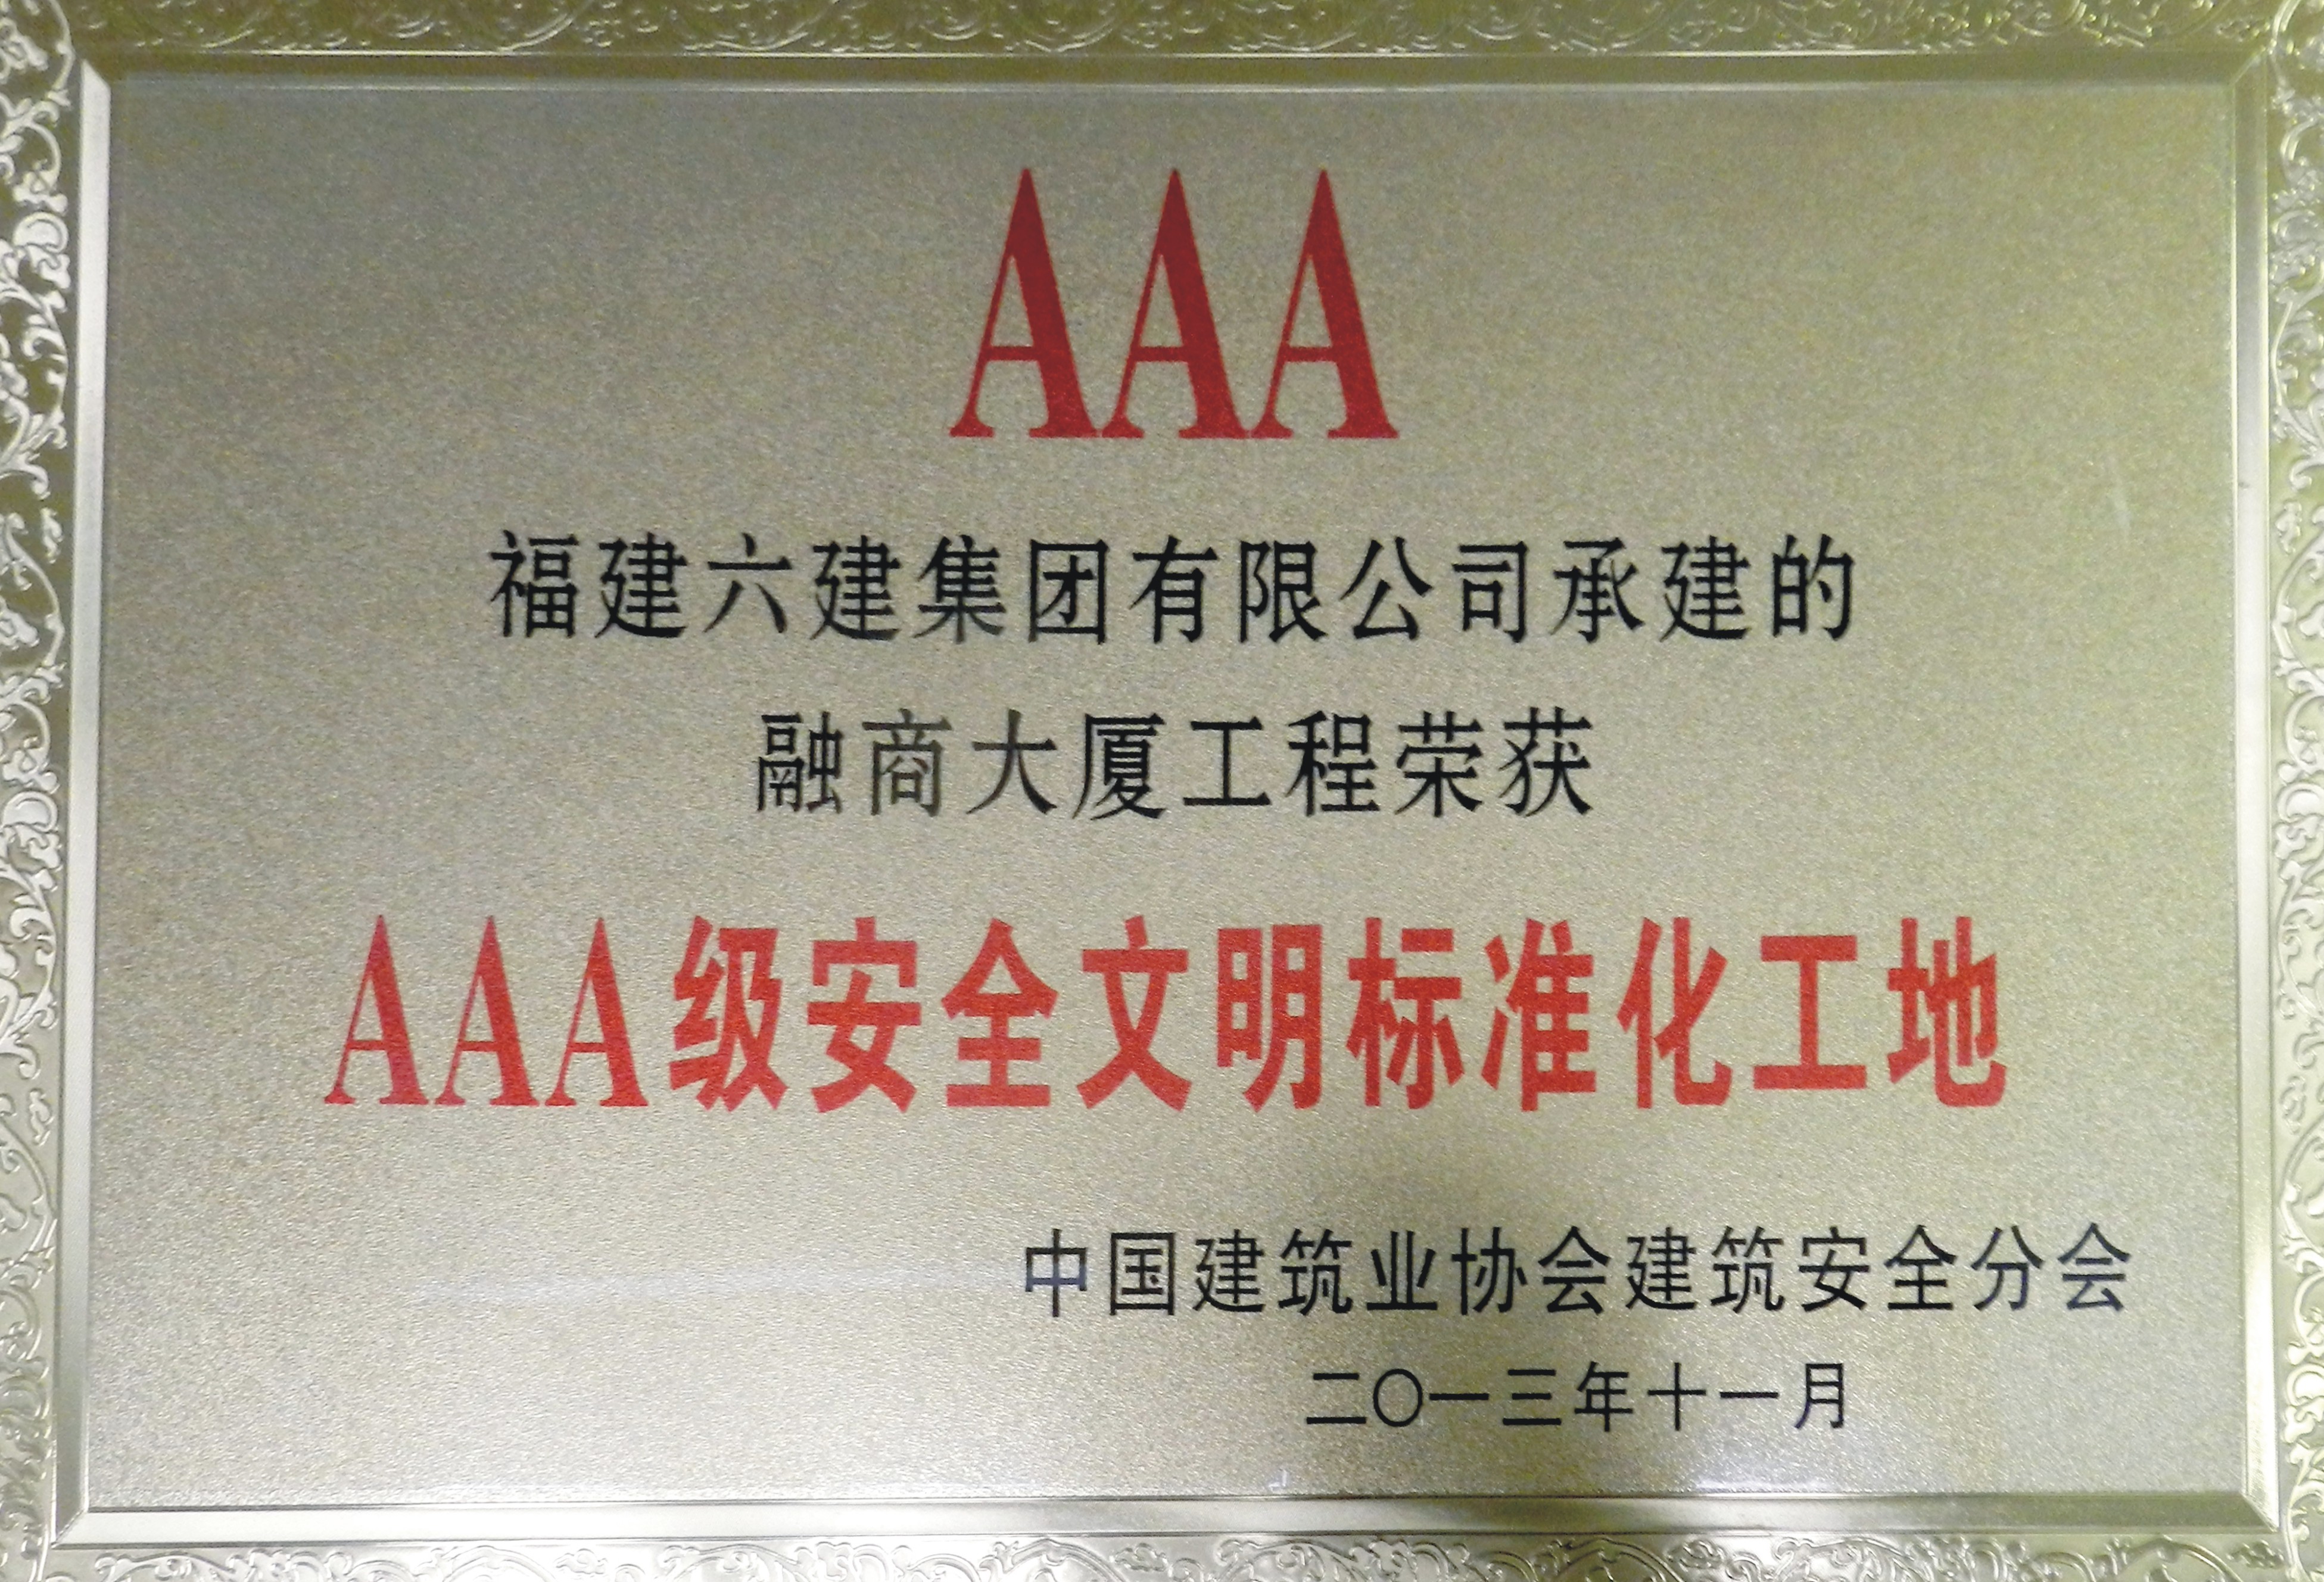 AAA
福建六建集团有限公司承建的
融商大厦工程荣获
AAA级安全文明标准化工地
中国建筑业协会建筑安全分会
二〇一三年十一月